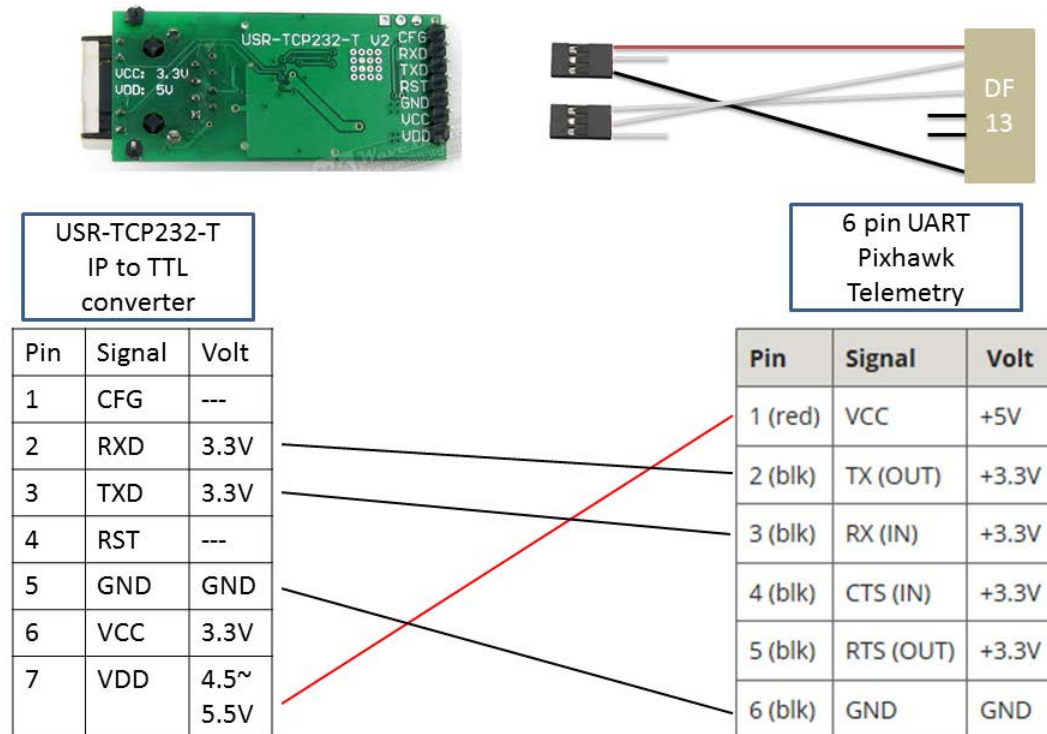 USR-TCP232-T V2
CFG
RXD
TXD
RST
GND
VCC
VDD
VCC: 3.3V
VDD: 5V
DF
13
USR-TCP232-T
IP to TTL
converter
6 pin UART
Pixhawk
Telemetry
Pin Signal Volt
1 CFG ---
2 RXD 3.3V
3 TXD 3.3V
4 RST ---
5 GND GND
6 VCC 3.3V
7 VDD 4.5~
5.5V
Pin Signal Volt
1 (red) VCC +5V
2 (blk) TX (OUT) +3.3V
3 (blk) RX (IN) +3.3V
4 (blk) CTS (IN) +3.3V
5 (blk) RTS (OUT) +3.3V
6 (blk) GND GND